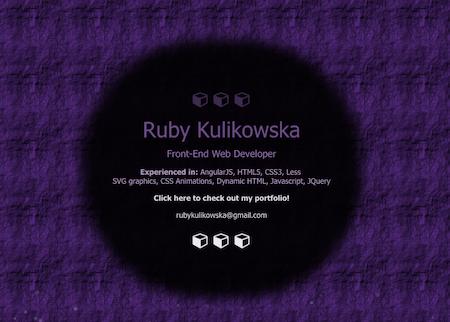 Ruby Kulikowska
Front-End Web Developer
Experienced in: AngularJS, HTML5, CSS3, Less
SVG graphics, CSS Animations, Dynamic HTML, Javascript, JQuery
Click here to check out my portfolio!
rubykulikowska@gmail.com